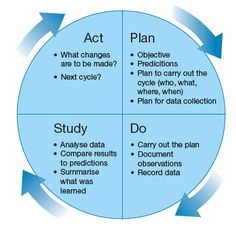 Act
• What changes
are to be made?
• Next cycle?
Plan
• Objective
• Predicitions
• Plan to carry out the
cycle (who, what,
where, when)
• Plan for data collection
Study
• Analyse data
• Compare results
to predictions
• Summarise
what was
learned
Do
• Carry out the plan
• Document
observations
• Record data